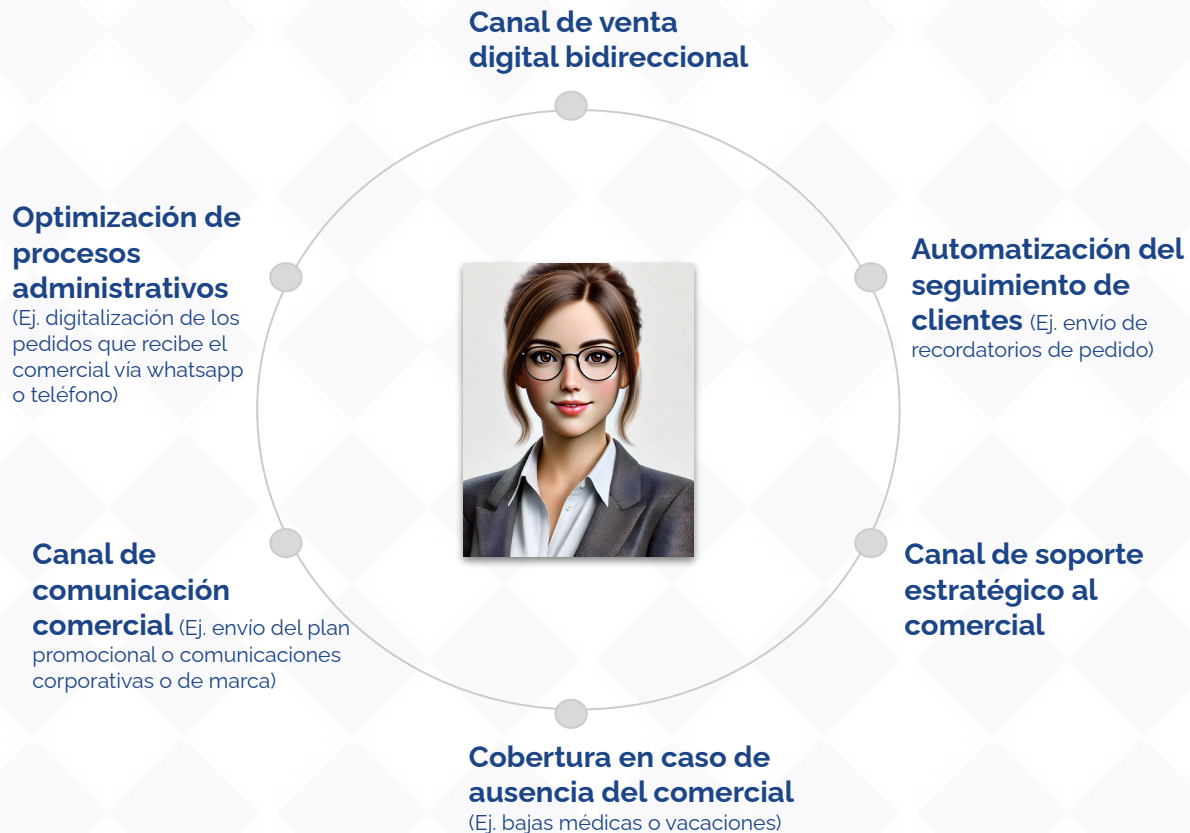 Canal de venta
digital bidireccional
Optimización de
procesos
administrativos
(Ej. digitalización de los
pedidos que recibe el
comercial vía whatsapp
o teléfono)
Automatización del
seguimiento de
clientes (Ej. envío de
recordatorios de pedido)
Canal de
comunicación
comercial (Ej. envío del plan
promocional o comunicaciones
corporativas o de marca)
Canal de soporte
estratégico al
comercial
Cobertura en caso de
ausencia del comercial
(Ej. bajas médicas o vacaciones)